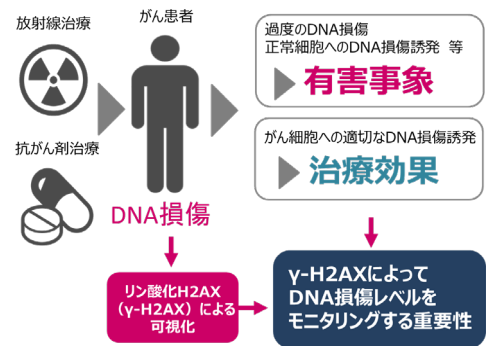 放射線治療
がん患者
抗がん剤治療
DNA損傷
過度のDNA損傷
正常細胞へのDNA損傷誘発 等
有害事象
がん細胞への適切なDNA損傷誘発
治療効果
リン酸化H2AX
（γ-H2AX）による
可視化
γ-H2AXによって
DNA損傷レベルを
モニタリングする重要性